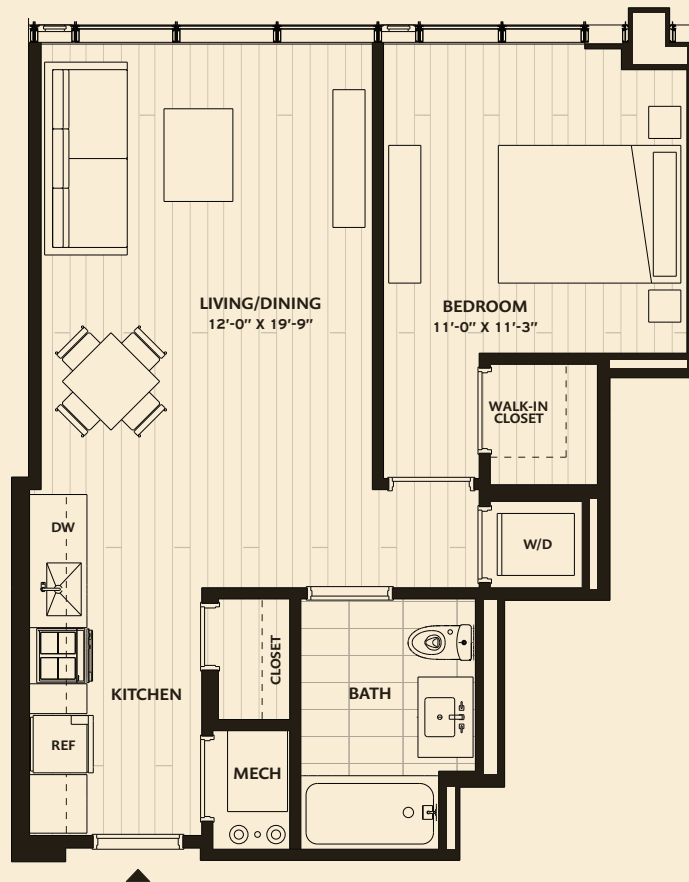 LIVING/DINING
12'-0" X 19'-9"
BEDROOM
11'-0" X 11'-3"
WALK-IN
CLOSET
DW
W/D
CLOSET
KITCHEN
BATH
REF
MECH